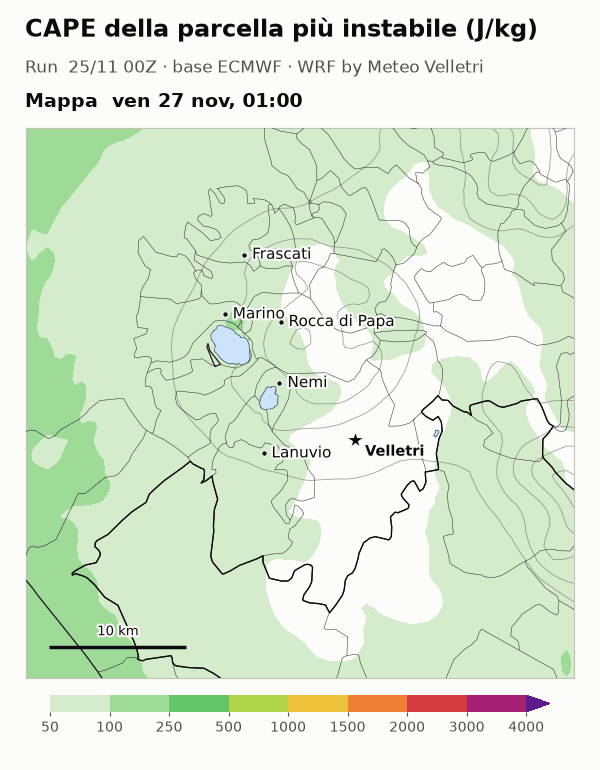 CAPE della parcella più instabile (J/kg)
Run  25/11 00Z · base ECMWF · WRF by Meteo Velletri
Mappa  ven 27 nov, 01:00
Frascati
Marino
Rocca di Papa
Nemi
Velletri
Lanuvio
10 km
50 100 250 500 1000 1500 2000 3000 4000